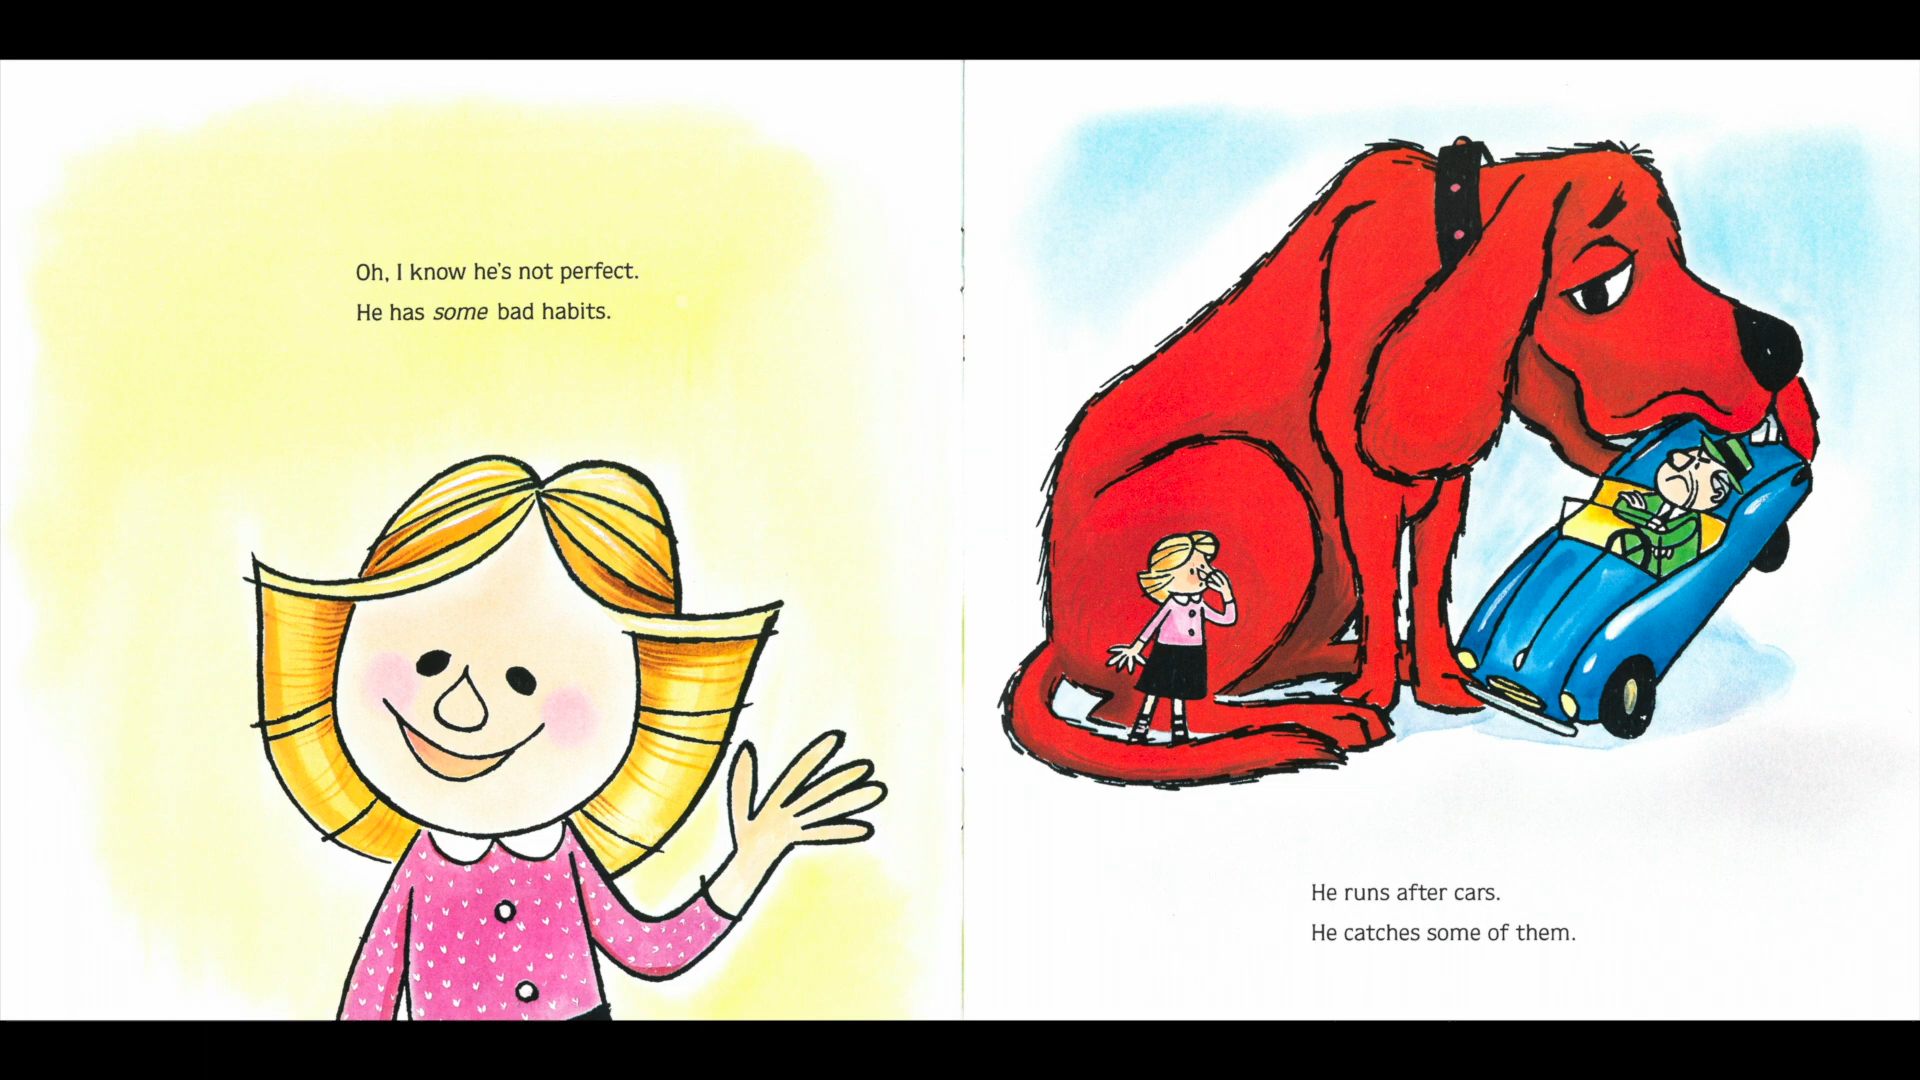 Oh, I know he's not perfect.
He has some bad habits.
He runs after cars.
He catches some of them.